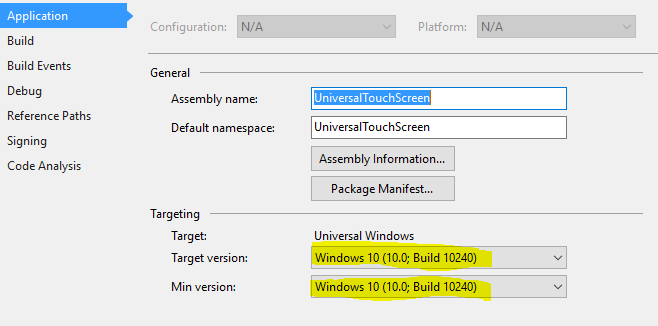 Application
Build
Build Events
Debug
Reference Paths
Signing
Code Analysis
Configuration: N/A Platform: N/A
General
Assembly name: UniversalTouchScreen
Default namespace: UniversalTouchScreen
Assembly Information...
Package Manifest...
Targeting
Target: Universal Windows
Target version: Windows 10 (10.0; Build 10240)
Min version: Windows 10 (10.0; Build 10240)